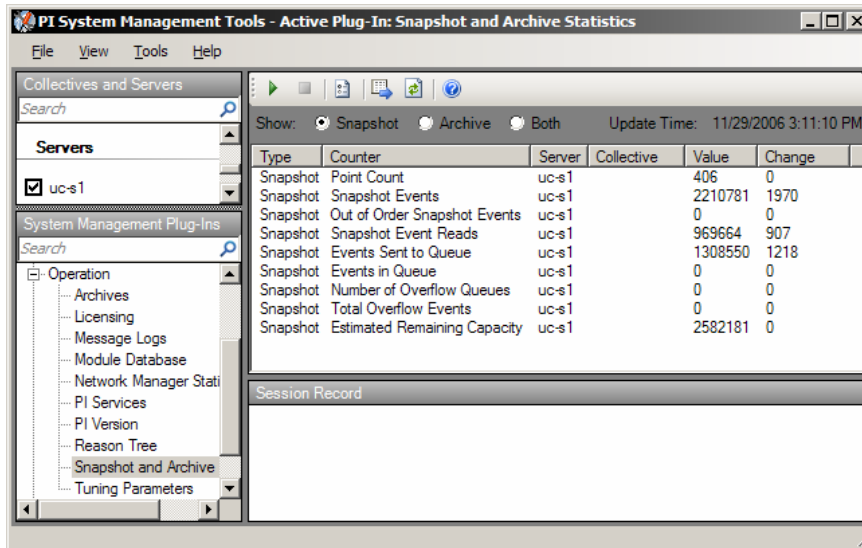 PI System Management Tools - Active Plug-In: Snapshot and Archive Statistics
File View Tools Help
Collectives and Servers
Search
Servers
uc-s1
System Management Plug-Ins
Search
Operation
Archives
Licensing
Message Logs
Module Database
Network Manager Stati
PI Services
PI Version
Reason Tree
Snapshot and Archive
Tuning Parameters
Show: Snapshot Archive Both Update Time: 11/29/2006 3:11:10 PM
Type Counter Server Collective Value Change
Snapshot Point Count uc-s1 406 0
Snapshot Snapshot Events uc-s1 2210781 1970
Snapshot Out of Order Snapshot Events uc-s1 0 0
Snapshot Snapshot Event Reads uc-s1 969664 907
Snapshot Events Sent to Queue uc-s1 1308550 1218
Snapshot Events in Queue uc-s1 0 0
Snapshot Number of Overflow Queues uc-s1 0 0
Snapshot Total Overflow Events uc-s1 0 0
Snapshot Estimated Remaining Capacity uc-s1 2582181 0
Session Record